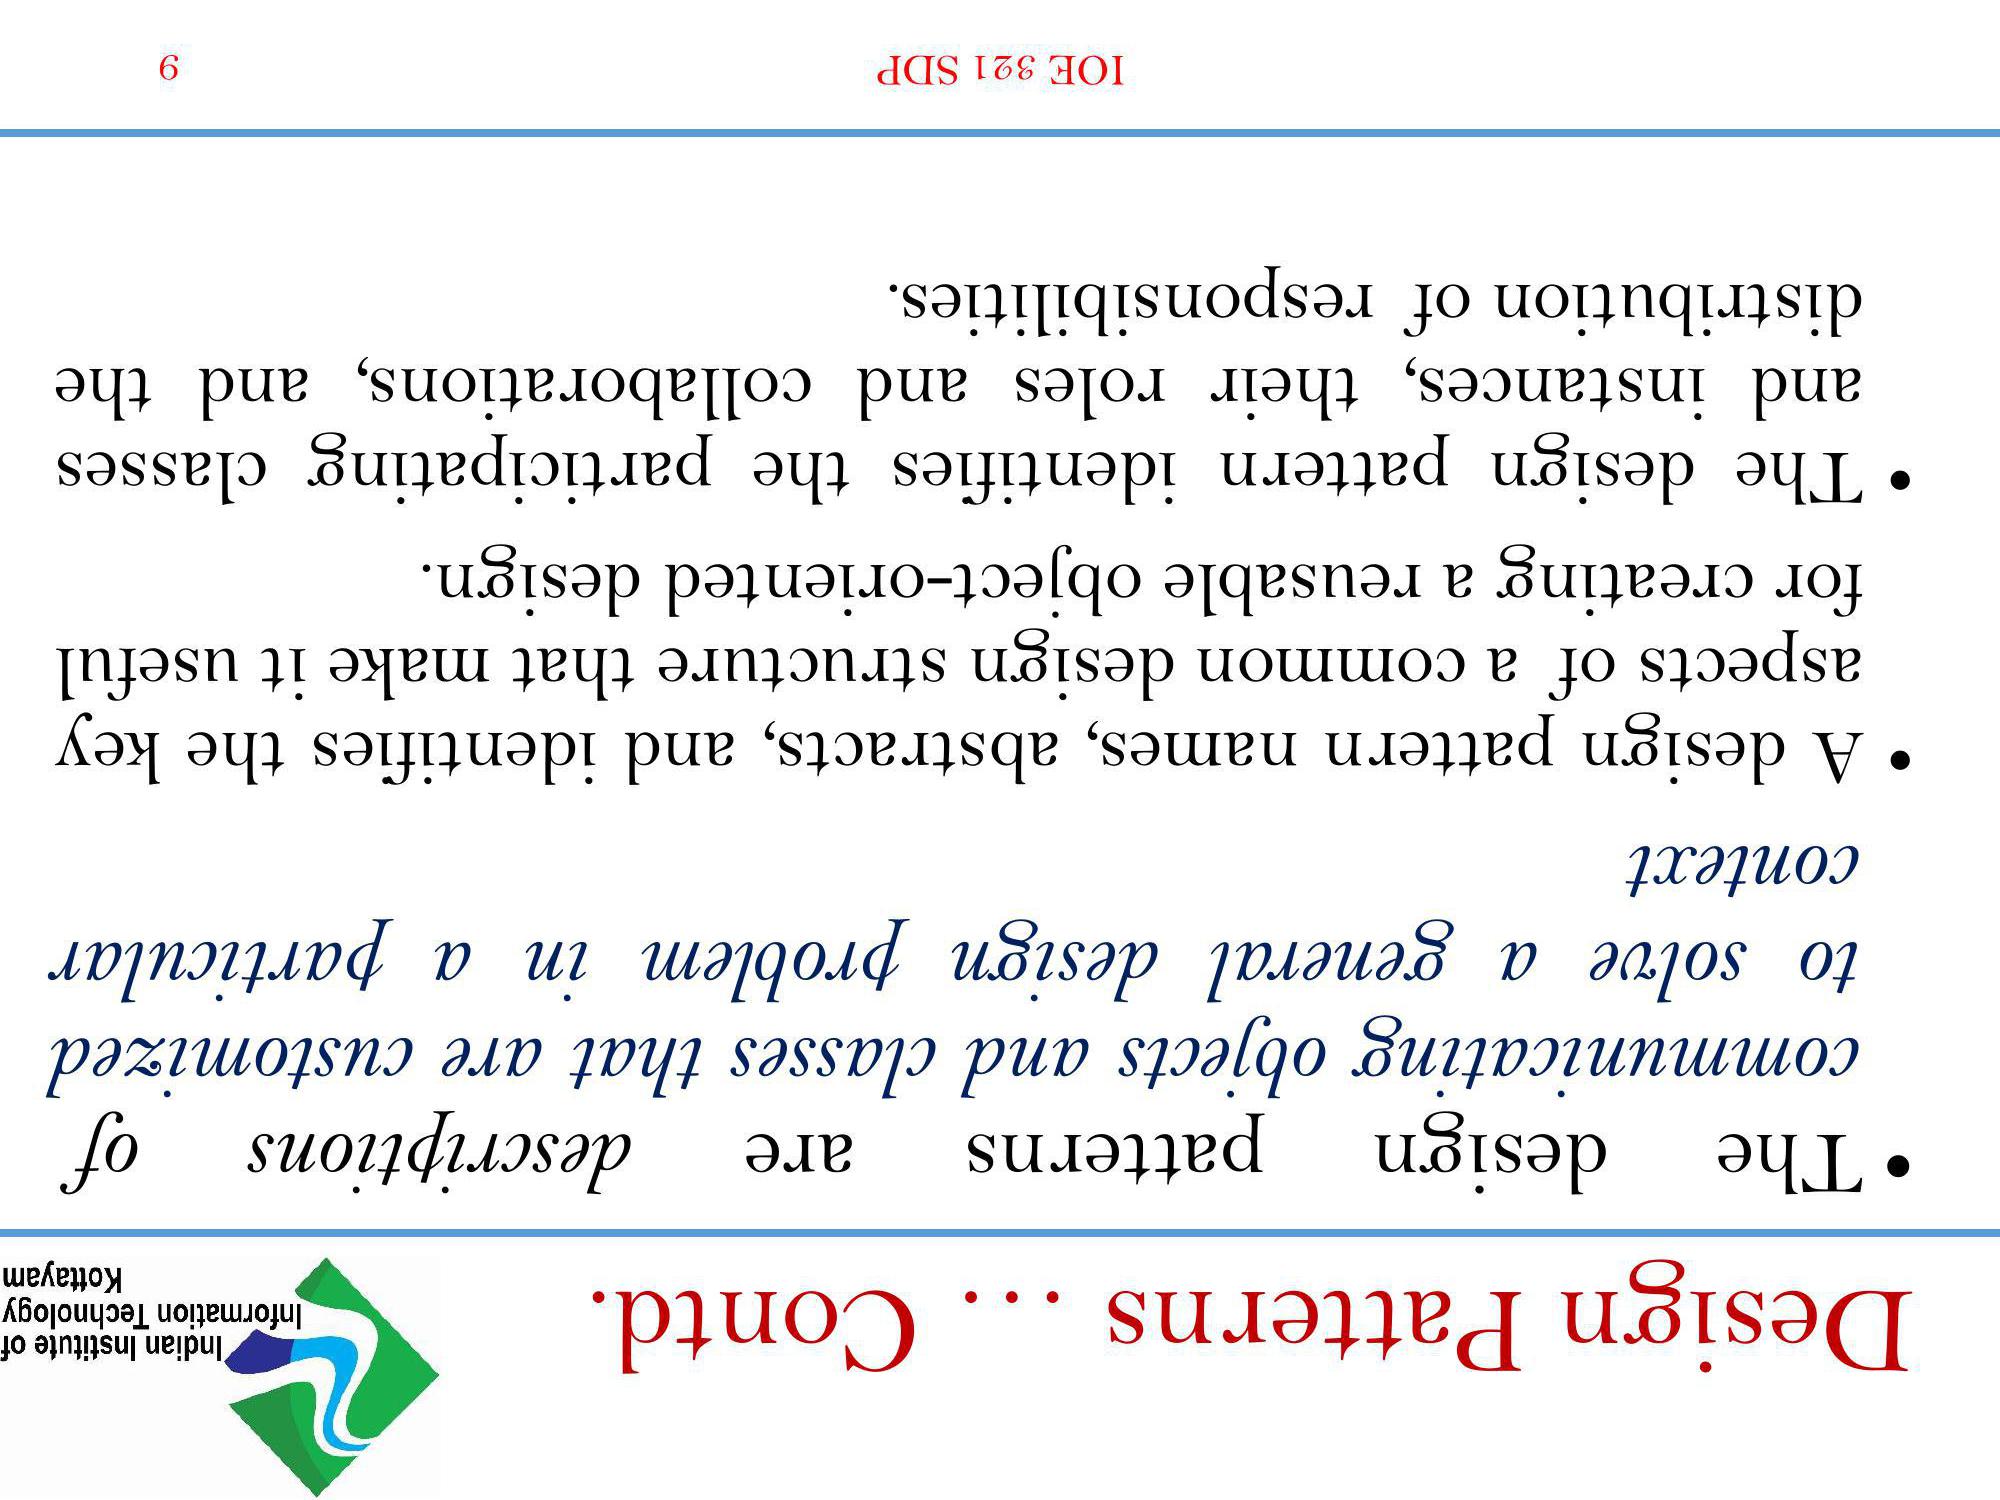 Design Patterns … Contd.
Indian Institute of
Information Technology
Kottayam
• The design patterns are descriptions of
communicating objects and classes that are customized
to solve a general design problem in a particular
context
• A design pattern names, abstracts, and identifies the key
aspects of a common design structure that make it useful
for creating a reusable object-oriented design.
• The design pattern identifies the participating classes
and instances, their roles and collaborations, and the
distribution of responsibilities.
IOE 321 SDP
6